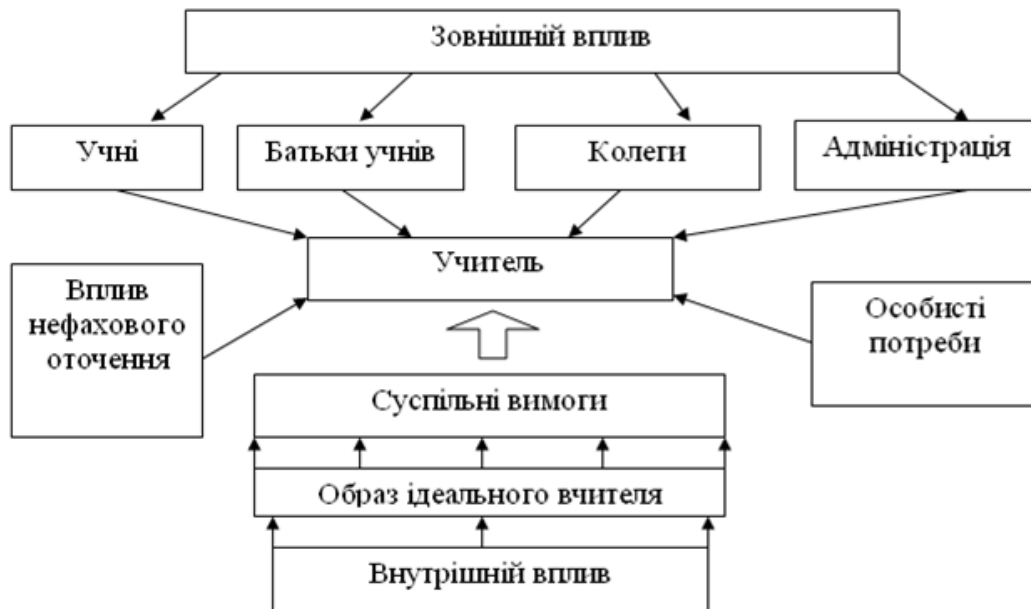 Зовнішній вплив
Учні
Батьки учнів
Колеги
Адміністрація
Учитель
Вплив
нефахового
оточення
Особисті
потреби
Суспільні вимоги
Образ ідеального вчителя
Внутрішній вплив